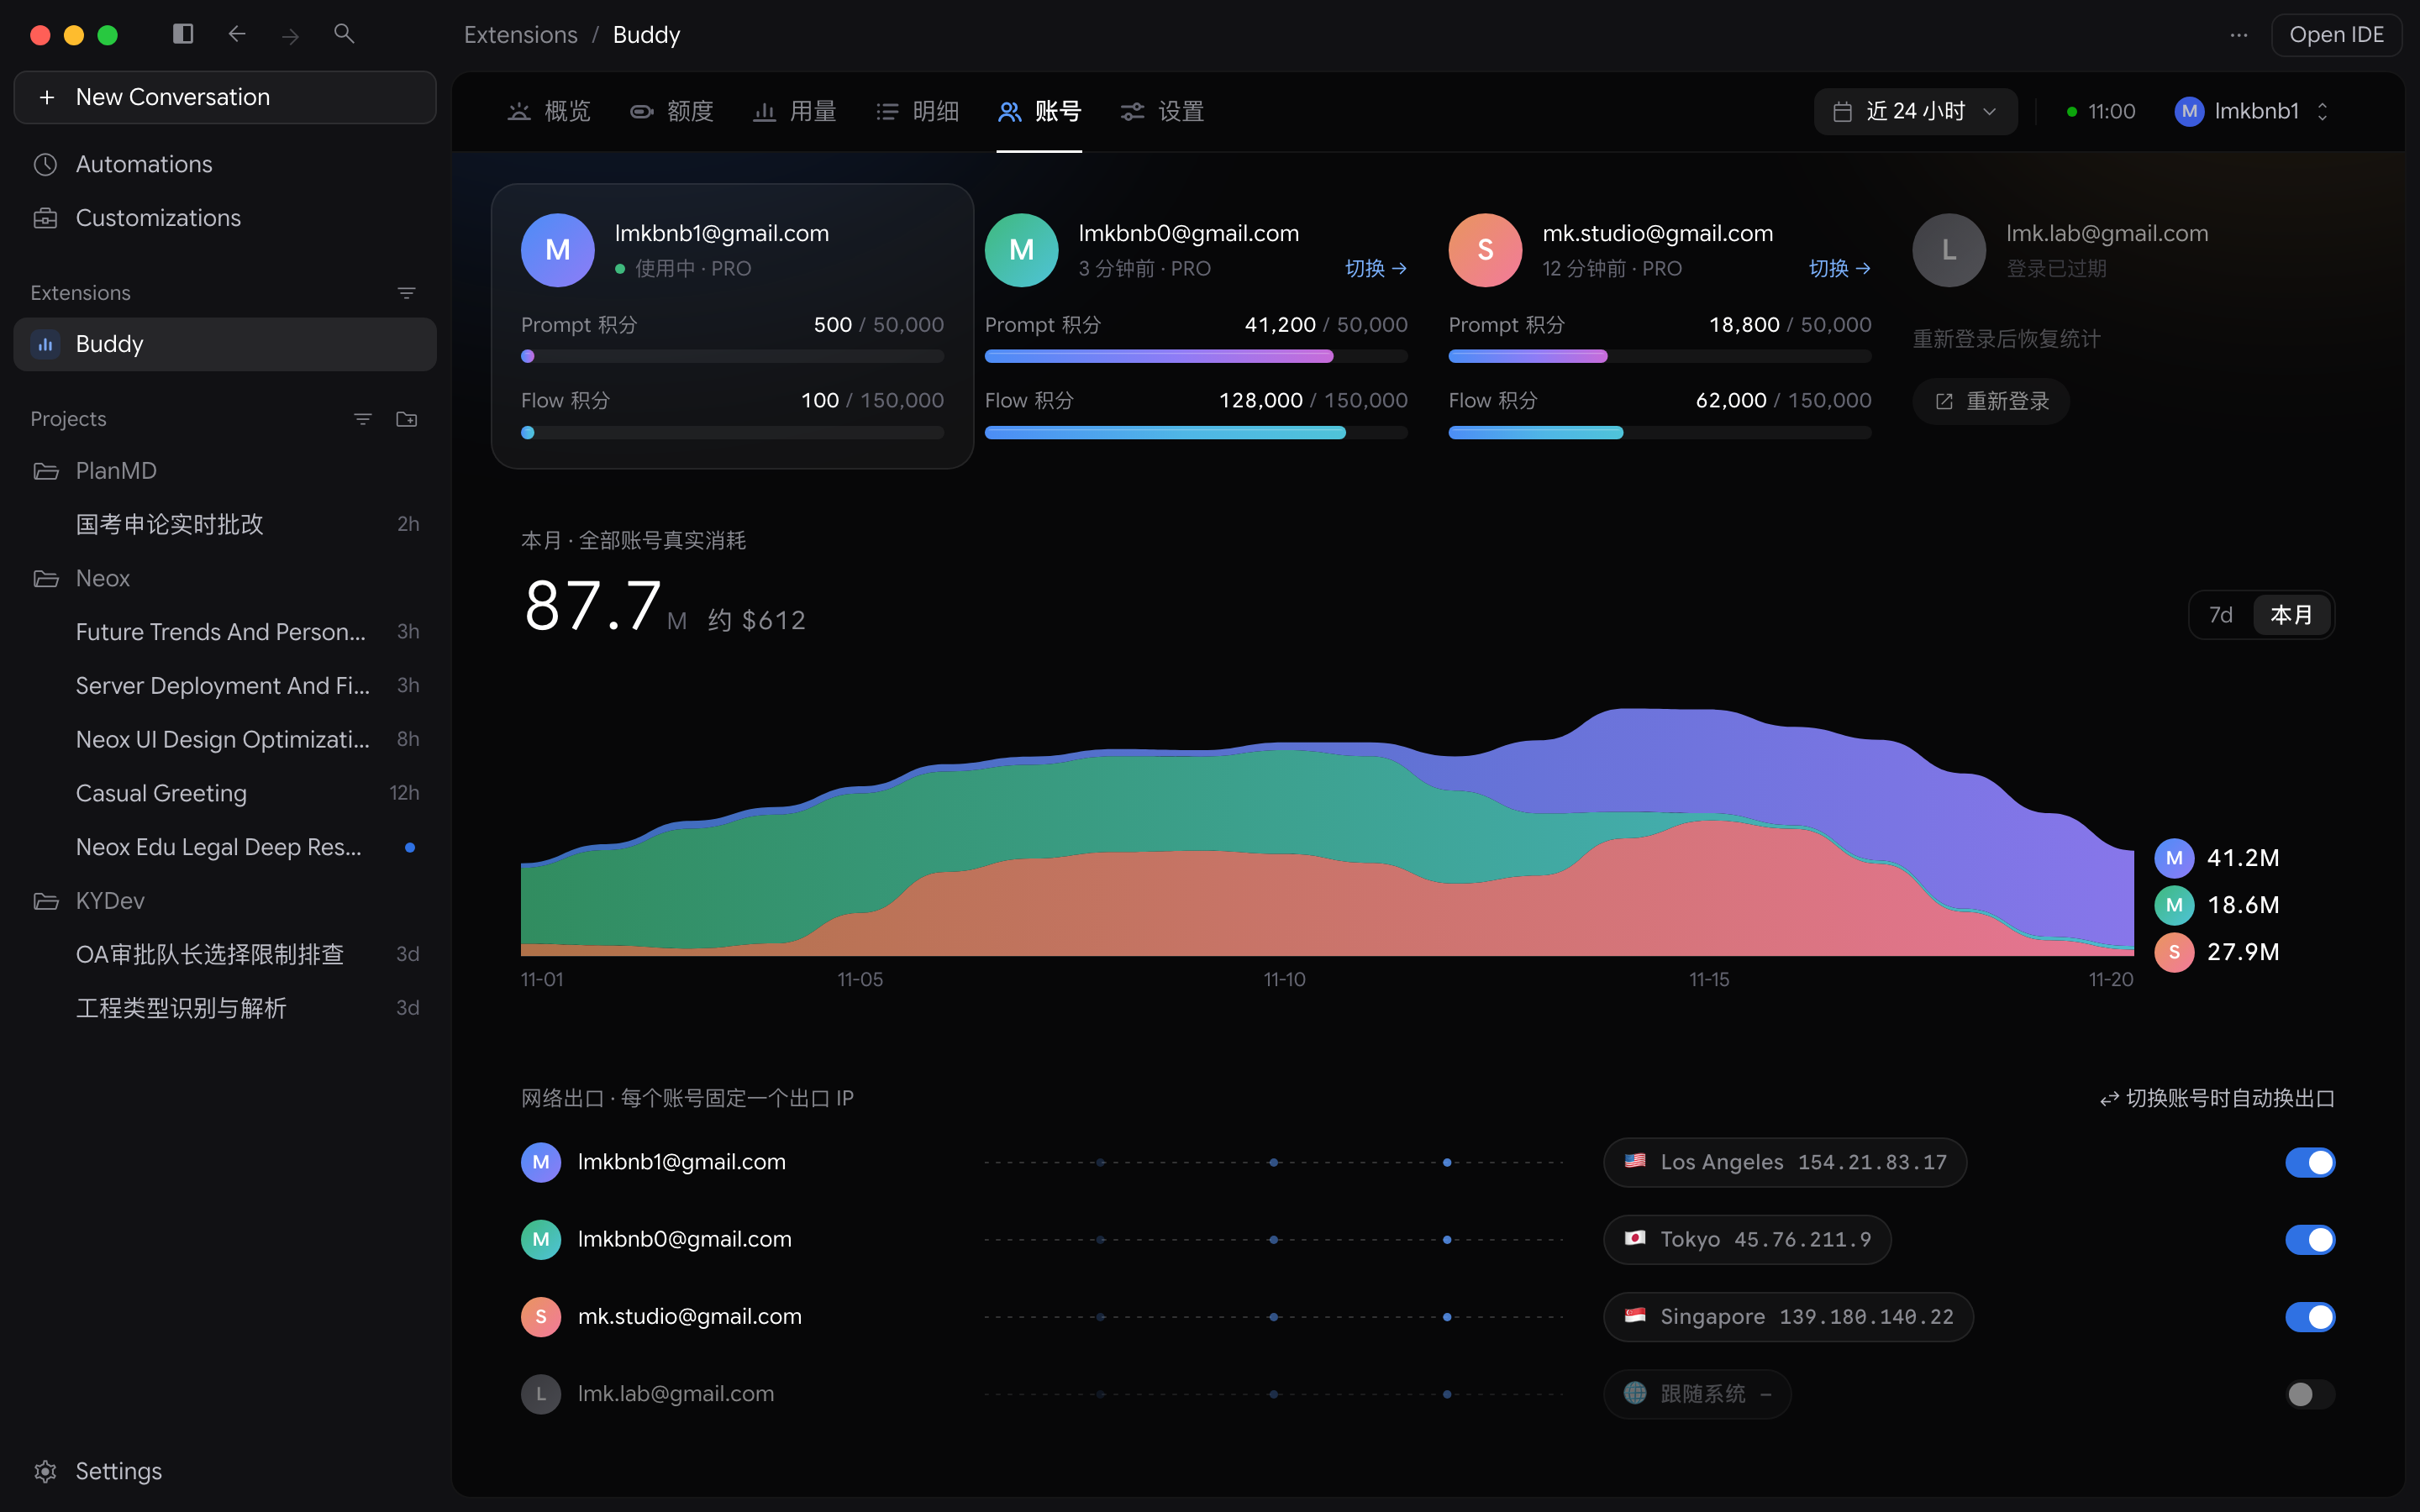 Extensions / Buddy
Open IDE
New Conversation
Automations
Customizations
Extensions
Buddy
Projects
PlanMD
国考申论实时批改 2h
Neox
Future Trends And Person... 3h
Server Deployment And Fi... 3h
Neox UI Design Optimizati... 8h
Casual Greeting 12h
Neox Edu Legal Deep Res...
KYDev
OA审批队长选择限制排查 3d
工程类型识别与解析 3d
Settings
概览 额度 用量 明细 账号 设置
近 24 小时 11:00 M lmkbnb1
M lmkbnb1@gmail.com
使用中 · PRO
Prompt 积分 500 / 50,000
Flow 积分 100 / 150,000
M lmkbnb0@gmail.com
3 分钟前 · PRO 切换 →
Prompt 积分 41,200 / 50,000
Flow 积分 128,000 / 150,000
S mk.studio@gmail.com
12 分钟前 · PRO 切换 →
Prompt 积分 18,800 / 50,000
Flow 积分 62,000 / 150,000
L lmk.lab@gmail.com
登录已过期
重新登录后恢复统计
重新登录
本月 · 全部账号真实消耗
87.7 M 约 $612
7d 本月
M 41.2M
M 18.6M
S 27.9M
11-01 11-05 11-10 11-15 11-20
网络出口 · 每个账号固定一个出口 IP
切换账号时自动换出口
M lmkbnb1@gmail.com Los Angeles 154.21.83.17
M lmkbnb0@gmail.com Tokyo 45.76.211.9
S mk.studio@gmail.com Singapore 139.180.140.22
L lmk.lab@gmail.com 跟随系统 –